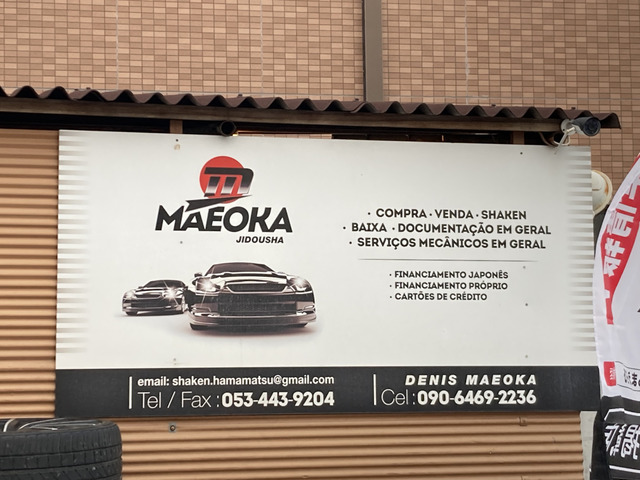 m
MAEOKA
JIDOUSHA
· COMPRA · VENDA · SHAKEN
· BAIXA · DOCUMENTAÇÃO EM GERAL
· SERVIÇOS MECÂNICOS EM GERAL
· FINANCIAMENTO JAPONÊS
· FINANCIAMENTO PRÓPRIO
· CARTÕES DE CRÉDITO
email: shaken.hamamatsu@gmail.com
Tel / Fax : 053-443-9204
DENIS MAEOKA
Cel : 090-6469-2236